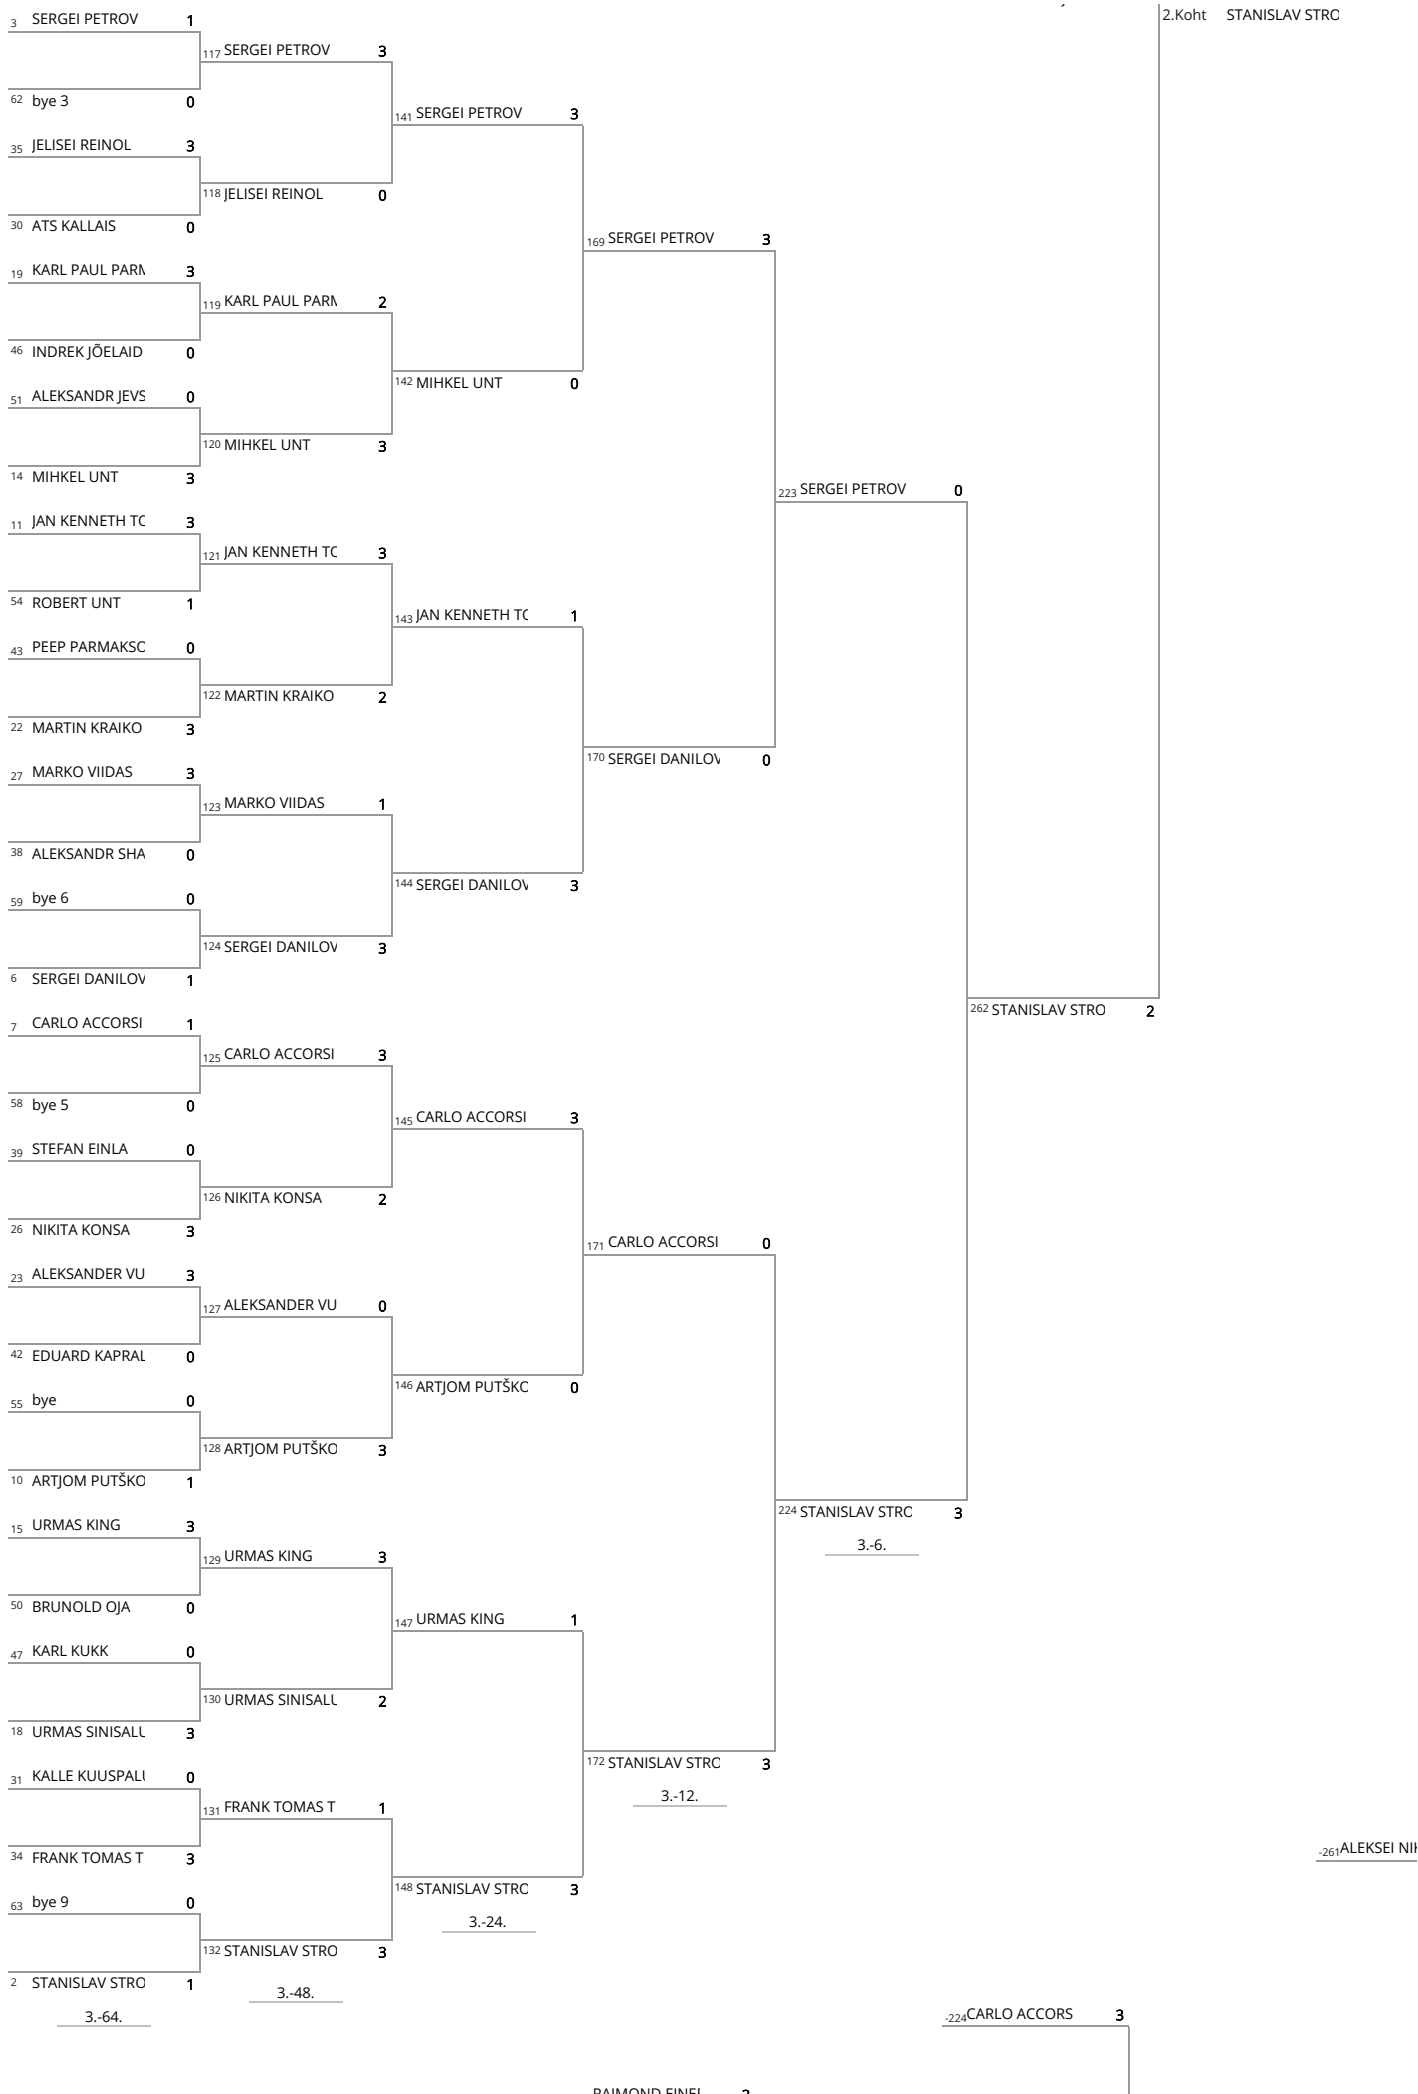 2.Koht STANISLAV STRO
3 SERGEI PETROV 1
117 SERGEI PETROV 3
62 bye 3 0
141 SERGEI PETROV 3
35 JELISEI REINOL 3
118 JELISEI REINOL 0
30 ATS KALLAIS 0
169 SERGEI PETROV 3
19 KARL PAUL PARM 3
119 KARL PAUL PARM 2
46 INDREK JÕELAID 0
142 MIHKEL UNT 0
51 ALEKSANDR JEVS 0
120 MIHKEL UNT 3
14 MIHKEL UNT 3
223 SERGEI PETROV 0
11 JAN KENNETH TO 3
121 JAN KENNETH TO 3
54 ROBERT UNT 1
143 JAN KENNETH TO 1
43 PEEP PARMAKSO 0
122 MARTIN KRAIKO 2
22 MARTIN KRAIKO 3
170 SERGEI DANILOV 0
27 MARKO VIIDAS 3
123 MARKO VIIDAS 1
38 ALEKSANDR SHA 0
144 SERGEI DANILOV 3
59 bye 6 0
124 SERGEI DANILOV 3
6 SERGEI DANILOV 1
262 STANISLAV STRO 2
7 CARLO ACCORSI 1
125 CARLO ACCORSI 3
58 bye 5 0
145 CARLO ACCORSI 3
39 STEFAN EINLA 0
126 NIKITA KONSA 2
26 NIKITA KONSA 3
171 CARLO ACCORSI 0
23 ALEKSANDER VU 3
127 ALEKSANDER VU 0
42 EDUARD KAPRAL 0
146 ARTJOM PUTŠKO 0
55 bye 0
128 ARTJOM PUTŠKO 3
10 ARTJOM PUTŠKO 1
224 STANISLAV STRO 3
15 URMAS KING 3
3.-6.
129 URMAS KING 3
50 BRUNOLD OJA 0
147 URMAS KING 1
47 KARL KUKK 0
130 URMAS SINISALU 2
18 URMAS SINISALU 3
172 STANISLAV STRO 3
31 KALLE KUUSPALU 0
3.-12.
131 FRANK TOMAS T 1
-261 ALEKSEI NIK
34 FRANK TOMAS T 3
148 STANISLAV STRO 3
63 bye 9 0
3.-24.
132 STANISLAV STRO 3
2 STANISLAV STRO 1
3.-48.
3.-64.
-224 CARLO ACCORS 3
RAIMOND EINEL